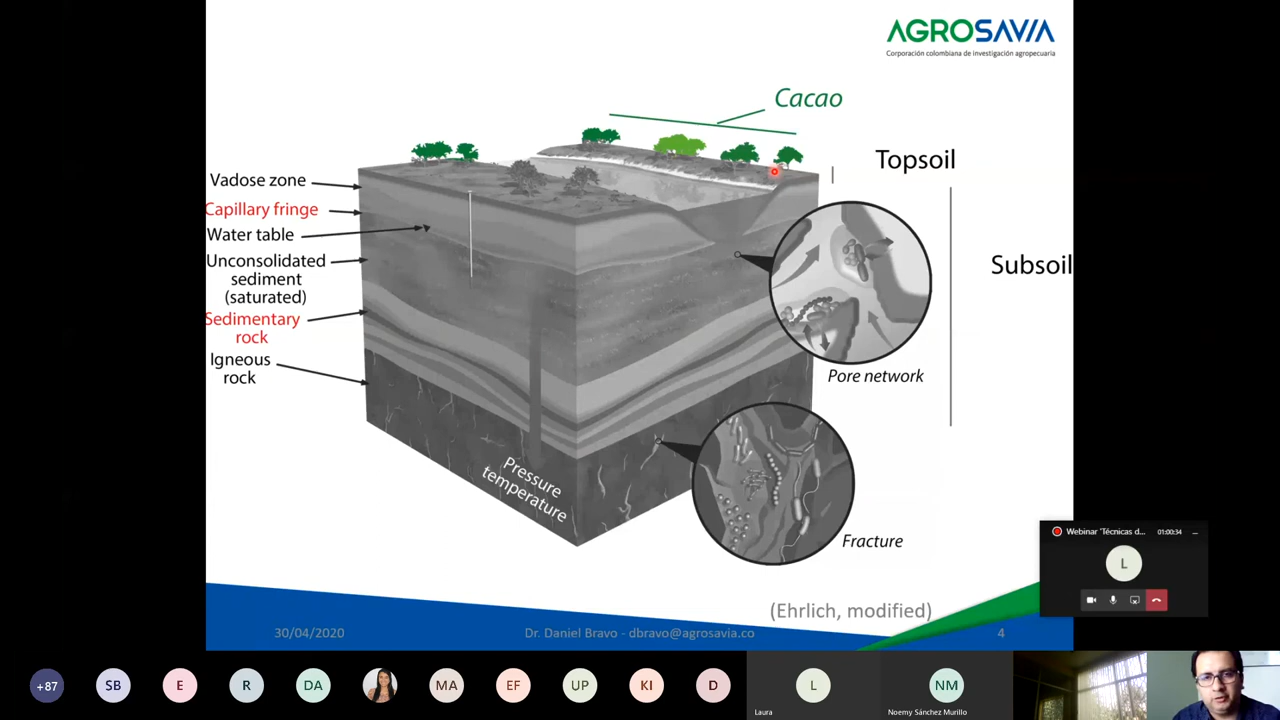 AGROSAVIA
Corporación colombiana de investigación agropecuaria
Cacao
Topsoil
Vadose zone
Capillary fringe
Water table
Unconsolidated
sediment
(saturated)
Sedimentary
rock
Igneous
rock
Subsoil
Pore network
Pressure
temperature
Fracture
(Ehrlich, modified)
30/04/2020
Dr. Daniel Bravo - dbravo@agrosavia.co
4
Webinar 'Técnicas d...
01:00:34
L
+87
SB
E
R
DA
MA
EF
UP
KI
D
L
Laura
NM
Noemy Sánchez Murillo